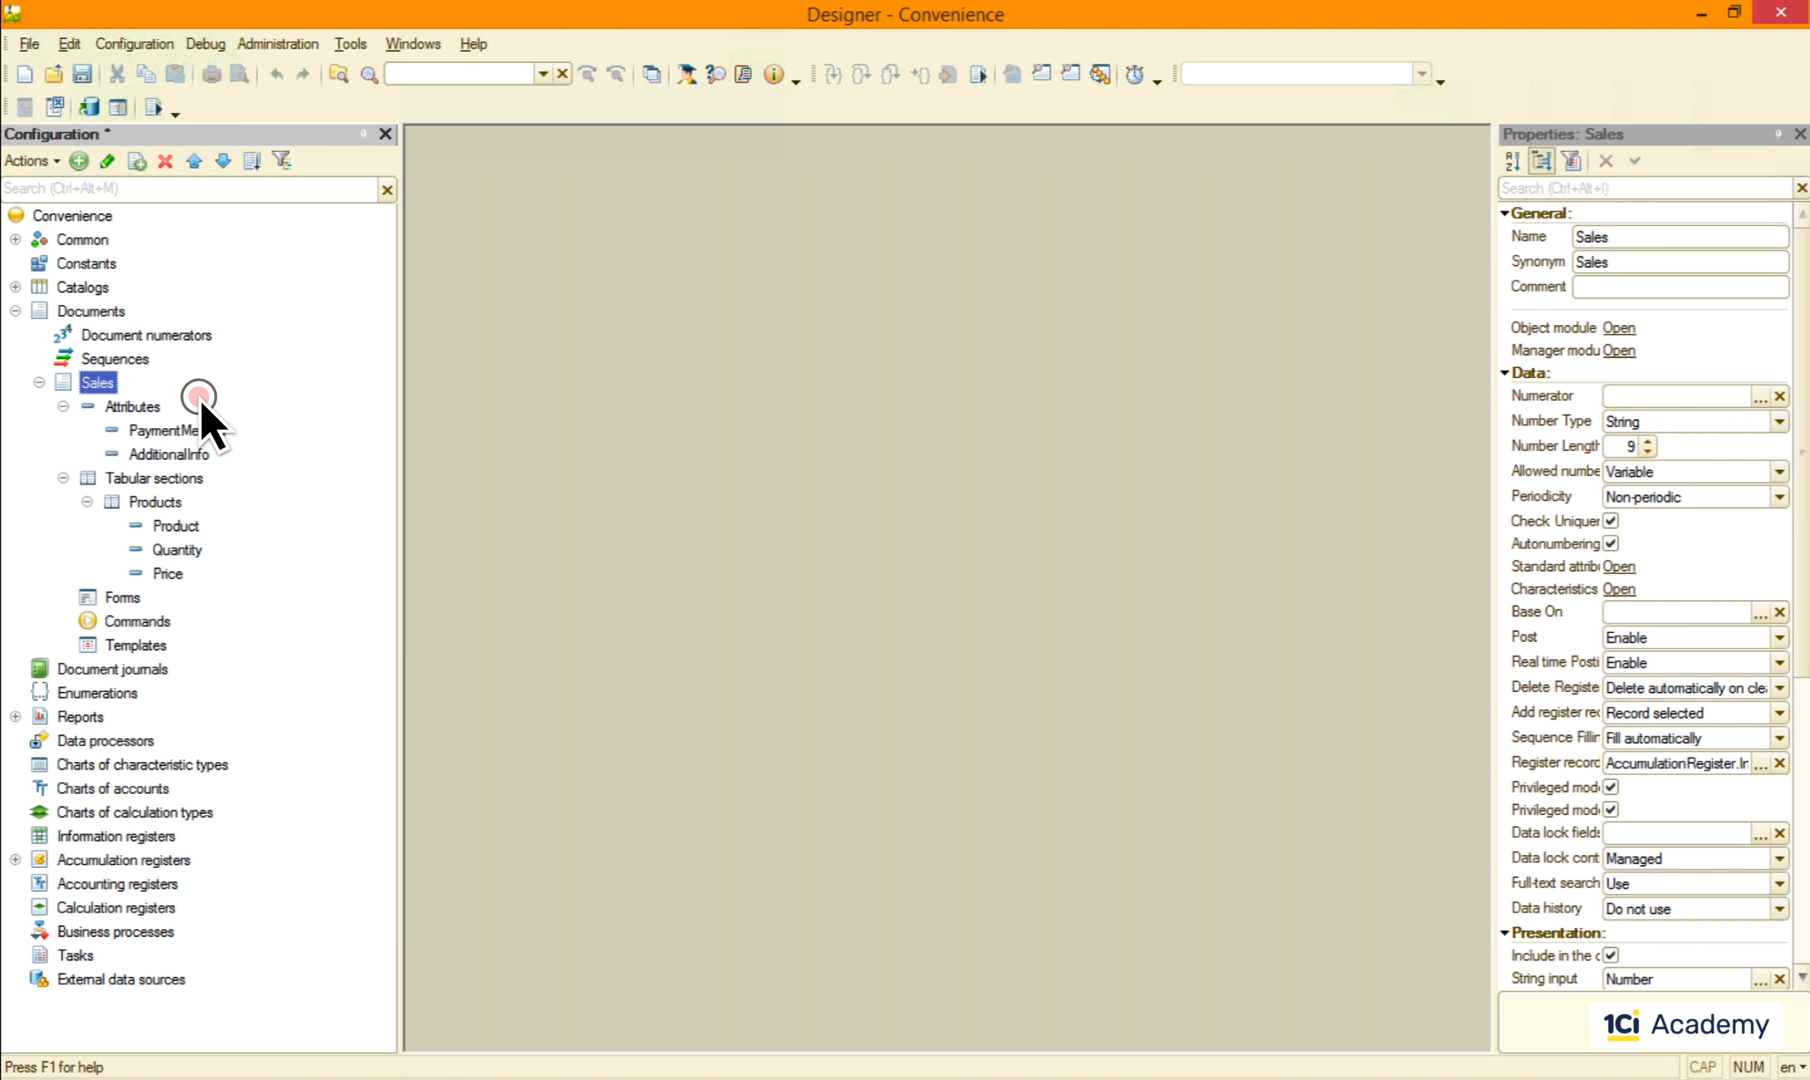 Designer - Convenience
File Edit Configuration Debug Administration Tools Windows Help
Configuration *
Actions
Search (Ctrl+Alt+M)
Convenience
Common
Constants
Catalogs
Documents
Document numerators
Sequences
Sales
Attributes
PaymentMe
AdditionalInfo
Tabular sections
Products
Product
Quantity
Price
Forms
Commands
Templates
Document journals
Enumerations
Reports
Data processors
Charts of characteristic types
Charts of accounts
Charts of calculation types
Information registers
Accumulation registers
Accounting registers
Calculation registers
Business processes
Tasks
External data sources
Properties: Sales
Search (Ctrl+Alt+I)
General:
Name Sales
Synonym Sales
Comment
Object module Open
Manager modu Open
Data:
Numerator ...
Number Type String
Number Lengt 9
Allowed numbe Variable
Periodicity Non-periodic
Check Unique
Autonumbering
Standard attrib Open
Characteristics Open
Base On ...
Post Enable
Real time Posti Enable
Delete Registe Delete automatically on cle
Add register re Record selected
Sequence Fillir Fill automatically
Register record AccumulationRegister.Ir ...
Privileged mod
Privileged mod
Data lock field ...
Data lock cont Managed
Full-text search Use
Data history Do not use
Presentation:
Include in the c
String input Number ...
1Ci Academy
Press F1 for help
CAP NUM en